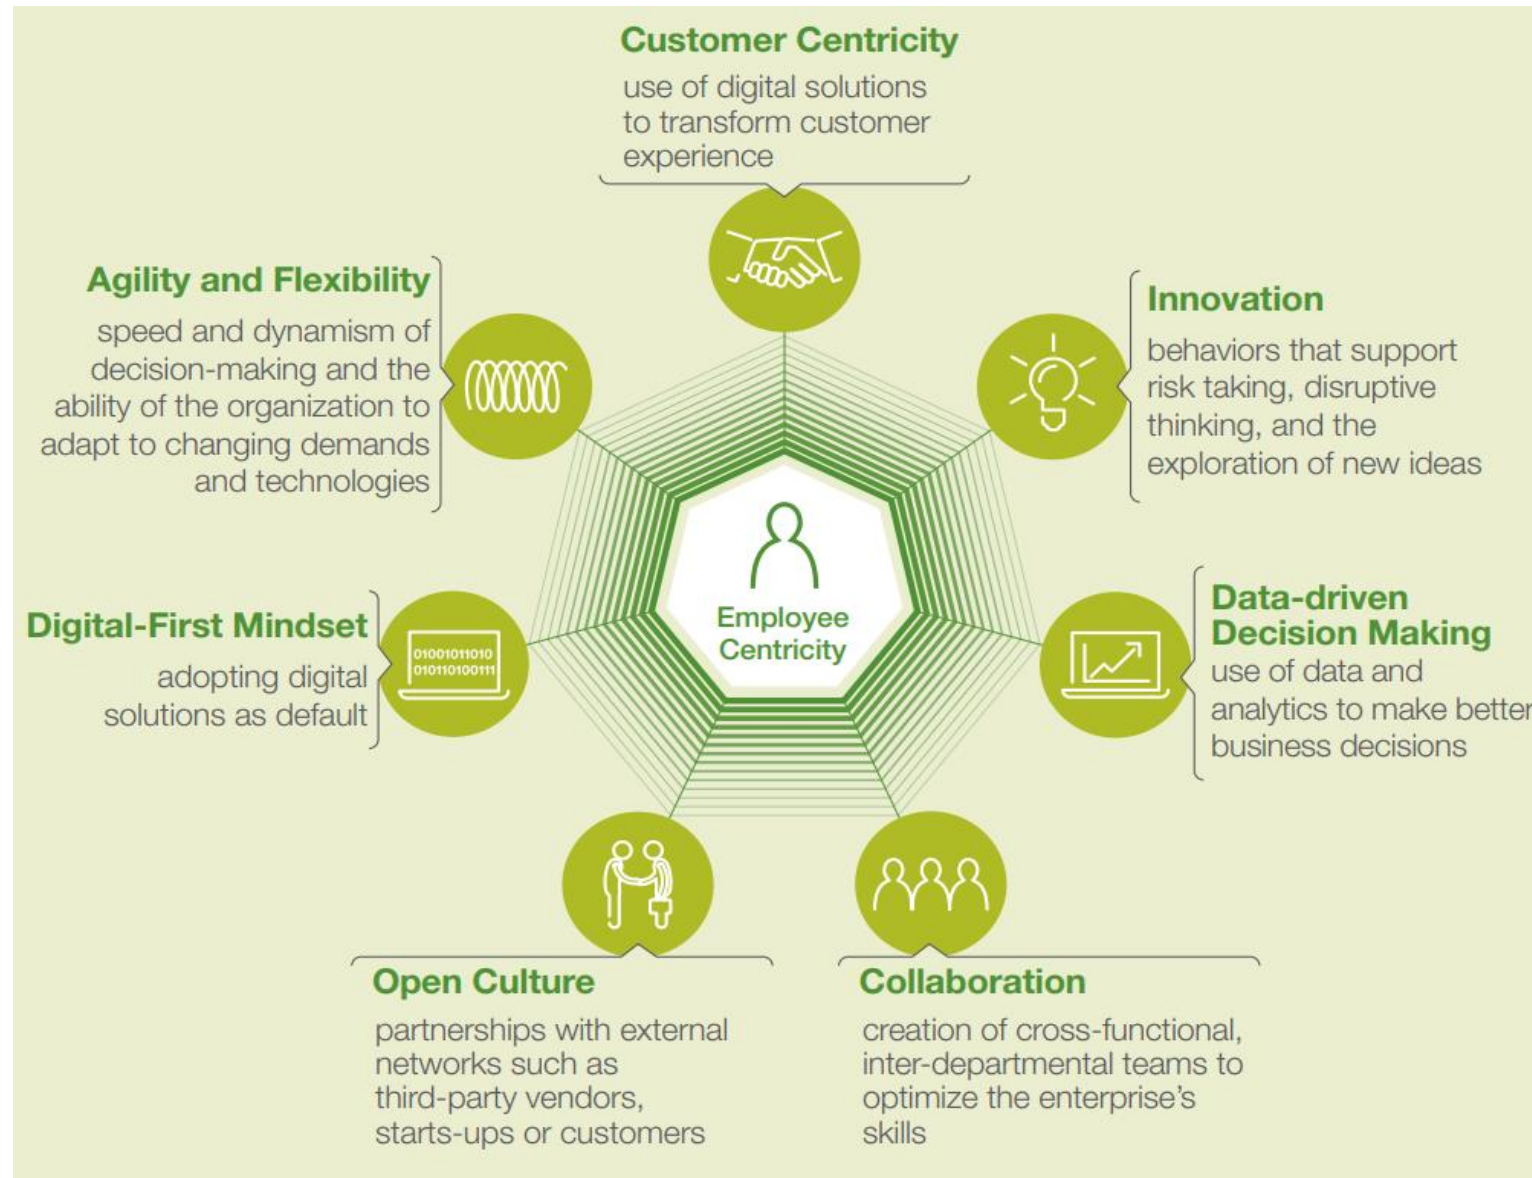 Customer Centricity
use of digital solutions
to transform customer
experience
Agility and Flexibility
speed and dynamism of
decision-making and the
ability of the organization to
adapt to changing demands
and technologies
Innovation
behaviors that support
risk taking, disruptive
thinking, and the
exploration of new ideas
Employee
Centricity
Digital-First Mindset
adopting digital
solutions as default
01001011010
010110100111
Data-driven
Decision Making
use of data and
analytics to make better
business decisions
Open Culture
partnerships with external
networks such as
third-party vendors,
starts-ups or customers
Collaboration
creation of cross-functional,
inter-departmental teams to
optimize the enterprise's
skills